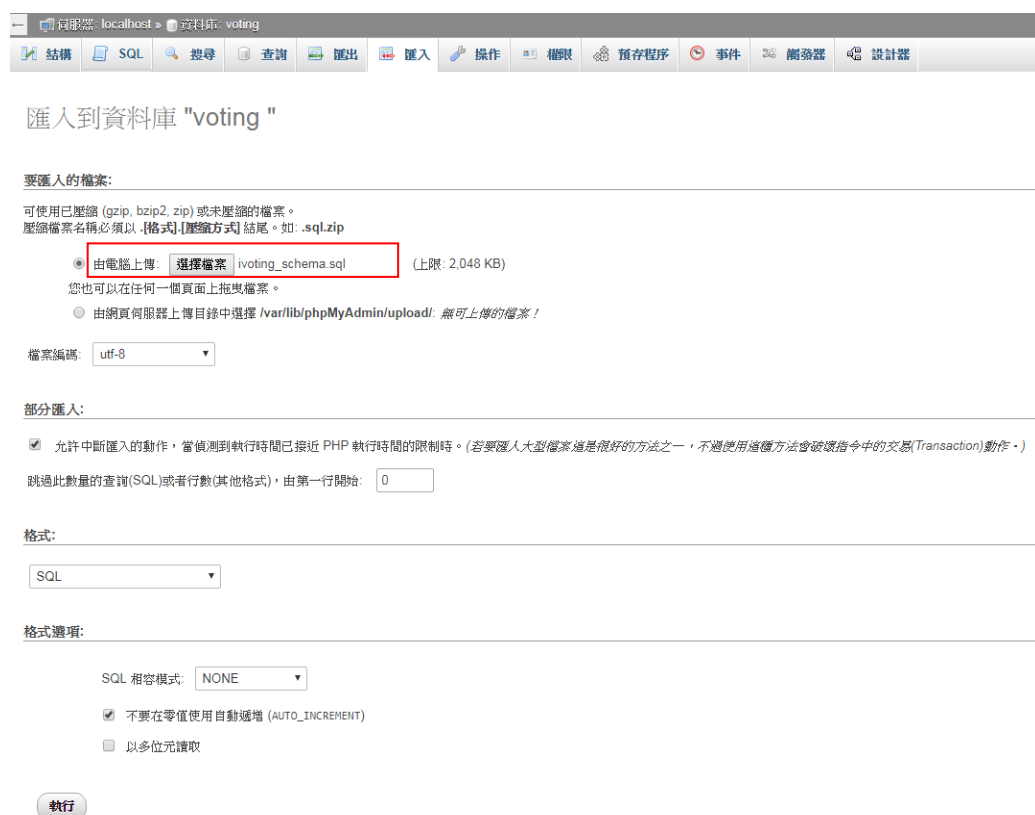 ← 伺服器: localhost » 資料庫: voting
結構 SQL 搜尋 查詢 匯出 匯入 操作 權限 預存程序 事件 觸發器 設計器
匯入到資料庫 "voting "
要匯入的檔案:
可使用已壓縮 (gzip, bzip2, zip) 或未壓縮的檔案。
壓縮檔案名稱必須以 .[格式].[壓縮方式] 結尾。如: .sql.zip
由電腦上傳: 選擇檔案 ivoting_schema.sql (上限: 2,048 KB)
您也可以在任何一個頁面上拖曳檔案。
由網頁伺服器上傳目錄中選擇 /var/lib/phpMyAdmin/upload/: 無可上傳的檔案！
檔案編碼: utf-8
部分匯入:
允許中斷匯入的動作，當偵測到執行時間已接近 PHP 執行時間的限制時。(若要匯入大型檔案這是很好的方法之一，不過使用這種方法會破壞指令中的交易(Transaction)動作。)
跳過此數量的查詢(SQL)或者行數(其他格式)，由第一行開始: 0
格式:
SQL
格式選項:
SQL 相容模式: NONE
不要在零值使用自動遞增 (AUTO_INCREMENT)
以多位元讀取
執行